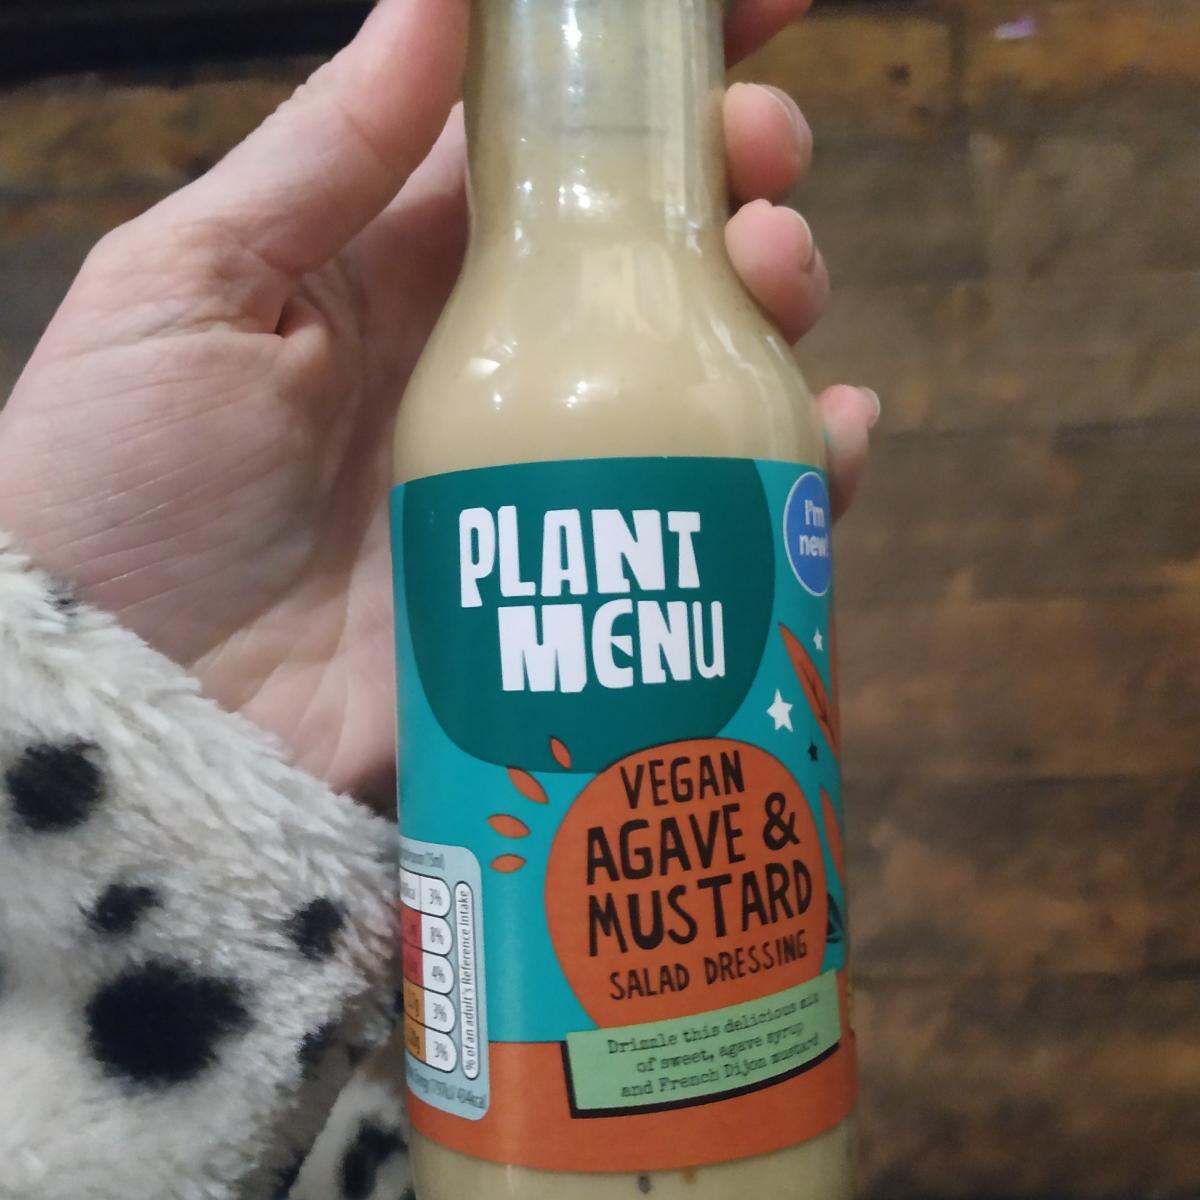 PLANT
MENU
I'm
new!
VEGAN
AGAVE &
MUSTARD
SALAD DRESSING
Drizzle this delicious mix
of sweet, agave syrup
and French Dijon mustard
(15ml)
3%
8%
4%
3%
3%
% of an adult's Reference Intake